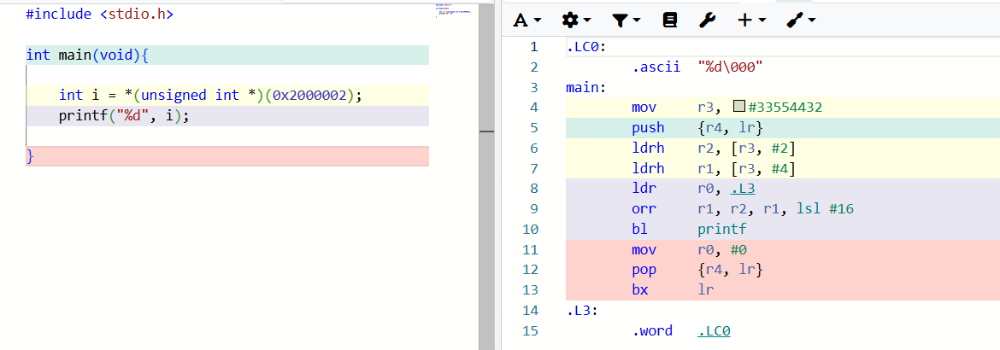 #include <stdio.h>
int main(void){
int i = *(unsigned int *)(0x2000002);
printf("%d", i);
}
A
1 .LC0:
2 .ascii "%d\000"
3 main:
4 mov r3, #33554432
5 push {r4, lr}
6 ldrh r2, [r3, #2]
7 ldrh r1, [r3, #4]
8 ldr r0, .L3
9 orr r1, r2, r1, lsl #16
10 bl printf
11 mov r0, #0
12 pop {r4, lr}
13 bx lr
14 .L3:
15 .word .LC0